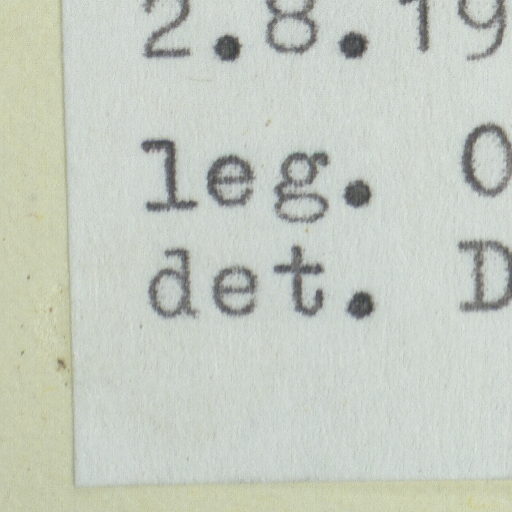 2.8.19
leg. O
det. D